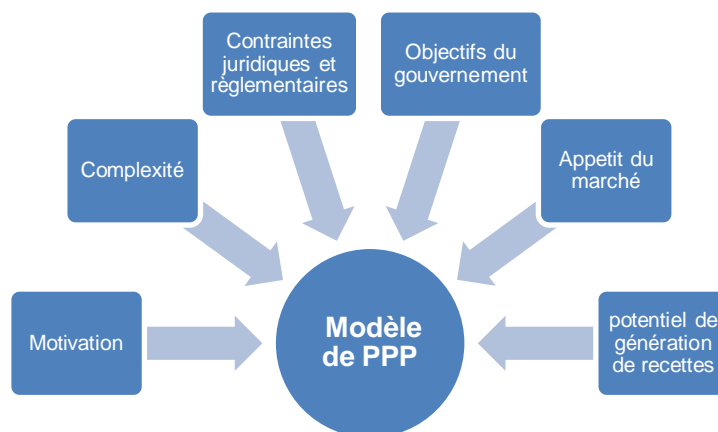 Motivation
Complexité
Contraintes
juridiques et
règlementaires
Objectifs du
gouvernement
Appetit du
marché
potentiel de
génération
de recettes
Modèle
de PPP